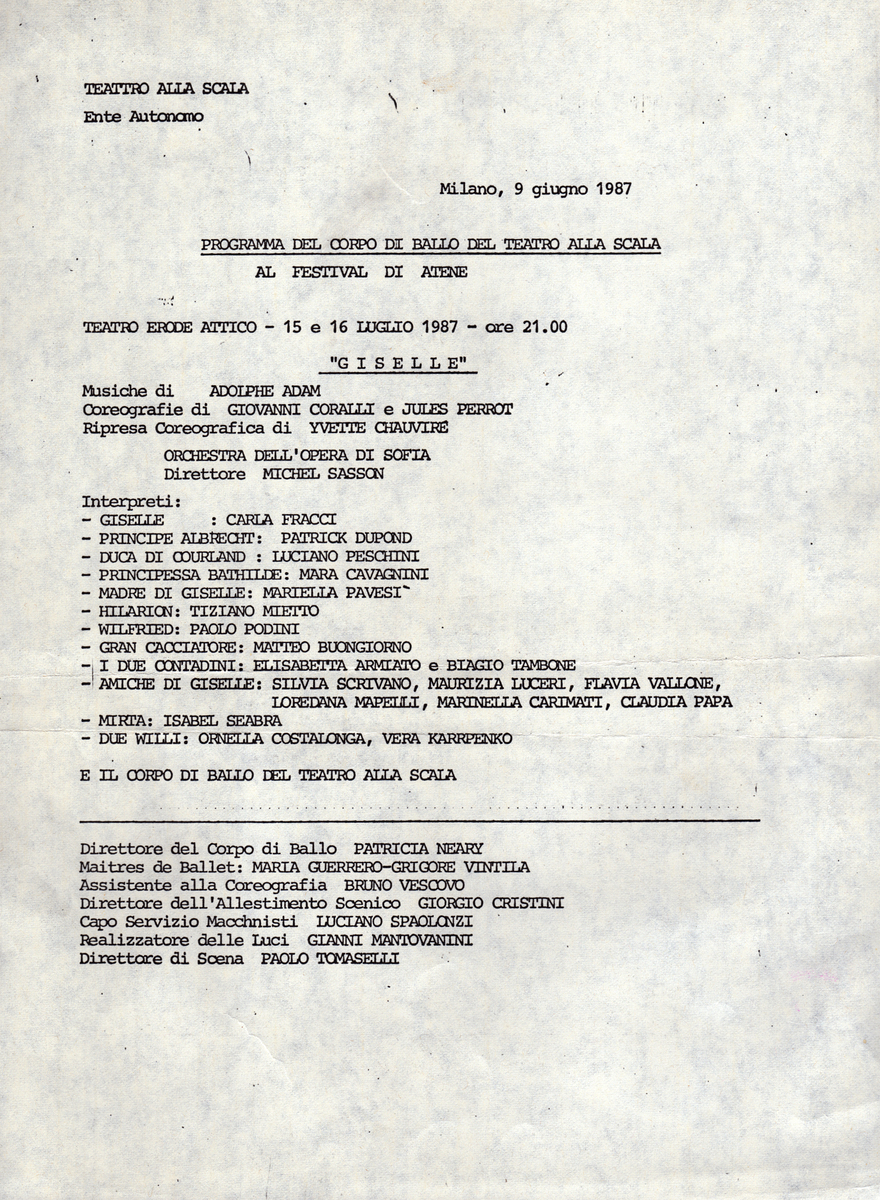 TEATTRO ALLA SCALA
Ente Autonomo
Milano, 9 giugno 1987
PROGRAMMA DEL CORPO DI BALLO DEL TEATRO ALLA SCALA
AL FESTIVAL DI ATENE
TEATRO ERODE ATTICO - 15 e 16 LUGLIO 1987 - ore 21.00
"G I S E L L E"
Musiche di ADOLPHE ADAM
Coreografie di GIOVANNI CORALLI e JULES PERROT
Ripresa Coreografica di YVETTE CHAUVIRÉ
ORCHESTRA DELL'OPERA DI SOFIA
Direttore MICHEL SASSON
Interpreti:
- GISELLE : CARLA FRACCI
- PRINCIPE ALBRECHT: PATRICK DUPOND
- DUCA DI COURLAND : LUCIANO PESCHINI
- PRINCIPESSA BATHILDE: MARA CAVAGNINI
- MADRE DI GISELLE: MARIELLA PAVESI
- HILARION: TIZIANO MIETTO
- WILFRIED: PAOLO PODINI
- GRAN CACCIATORE: MATTEO BUONGIORNO
- I DUE CONTADINI: ELISABETTA ARMIATO e BIAGIO TAMBONE
- AMICHE DI GISELLE: SILVIA SCRIVANO, MAURIZIA LUCERI, FLAVIA VALLONE,
LOREDANA MAPELLI, MARINELLA CARIMATI, CLAUDIA PAPA
- MIRTA: ISABEL SEABRA
- DUE WILLI: ORNELLA COSTALONGA, VERA KARRPENKO
E IL CORPO DI BALLO DEL TEATRO ALLA SCALA
Direttore del Corpo di Ballo PATRICIA NEARY
Maitres de Ballet: MARIA GUERRERO-GRIGORE VINTILA
Assistente alla Coreografia BRUNO VESCOVO
Direttore dell'Allestimento Scenico GIORGIO CRISTINI
Capo Servizio Macchnisti LUCIANO SPAOLONZI
Realizzatore delle Luci GIANNI MANTOVANINI
Direttore di Scena PAOLO TOMASELLI